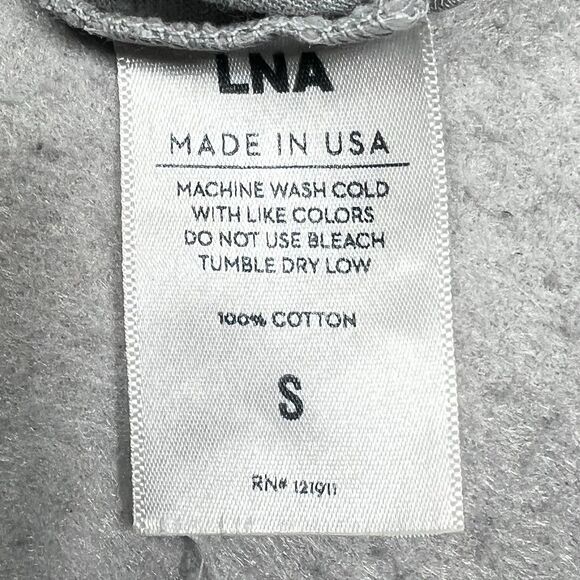 LNA
MADE IN USA
MACHINE WASH COLD
WITH LIKE COLORS
DO NOT USE BLEACH
TUMBLE DRY LOW
100% COTTON
S
RN# 121911